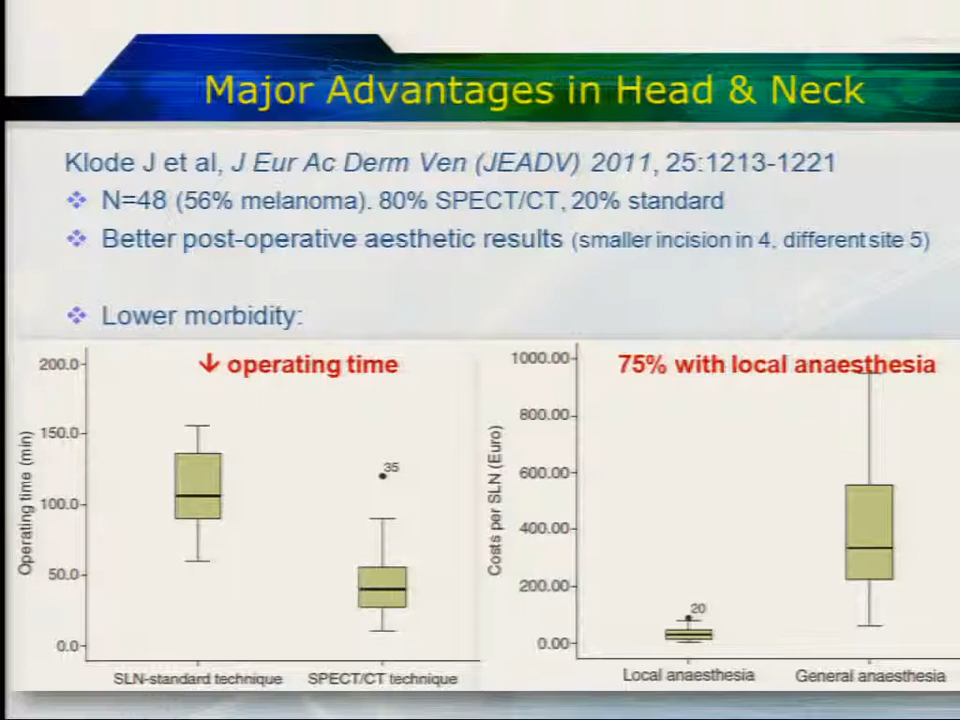 Major Advantages in Head & Neck
Klode J et al, J Eur Ac Derm Ven (JEADV) 2011, 25:1213-1221
N=48 (56% melanoma). 80% SPECT/CT, 20% standard
Better post-operative aesthetic results (smaller incision in 4, different site 5)
Lower morbidity:
↓ operating time
200.0
150.0
100.0
50.0
0.0
Operating time (min)
35
SLN-standard technique
SPECT/CT technique
75% with local anaesthesia
1000.00
800.00
600.00
400.00
200.00
0.00
Costs per SLN (Euro)
20
Local anaesthesia
General anaesthesia